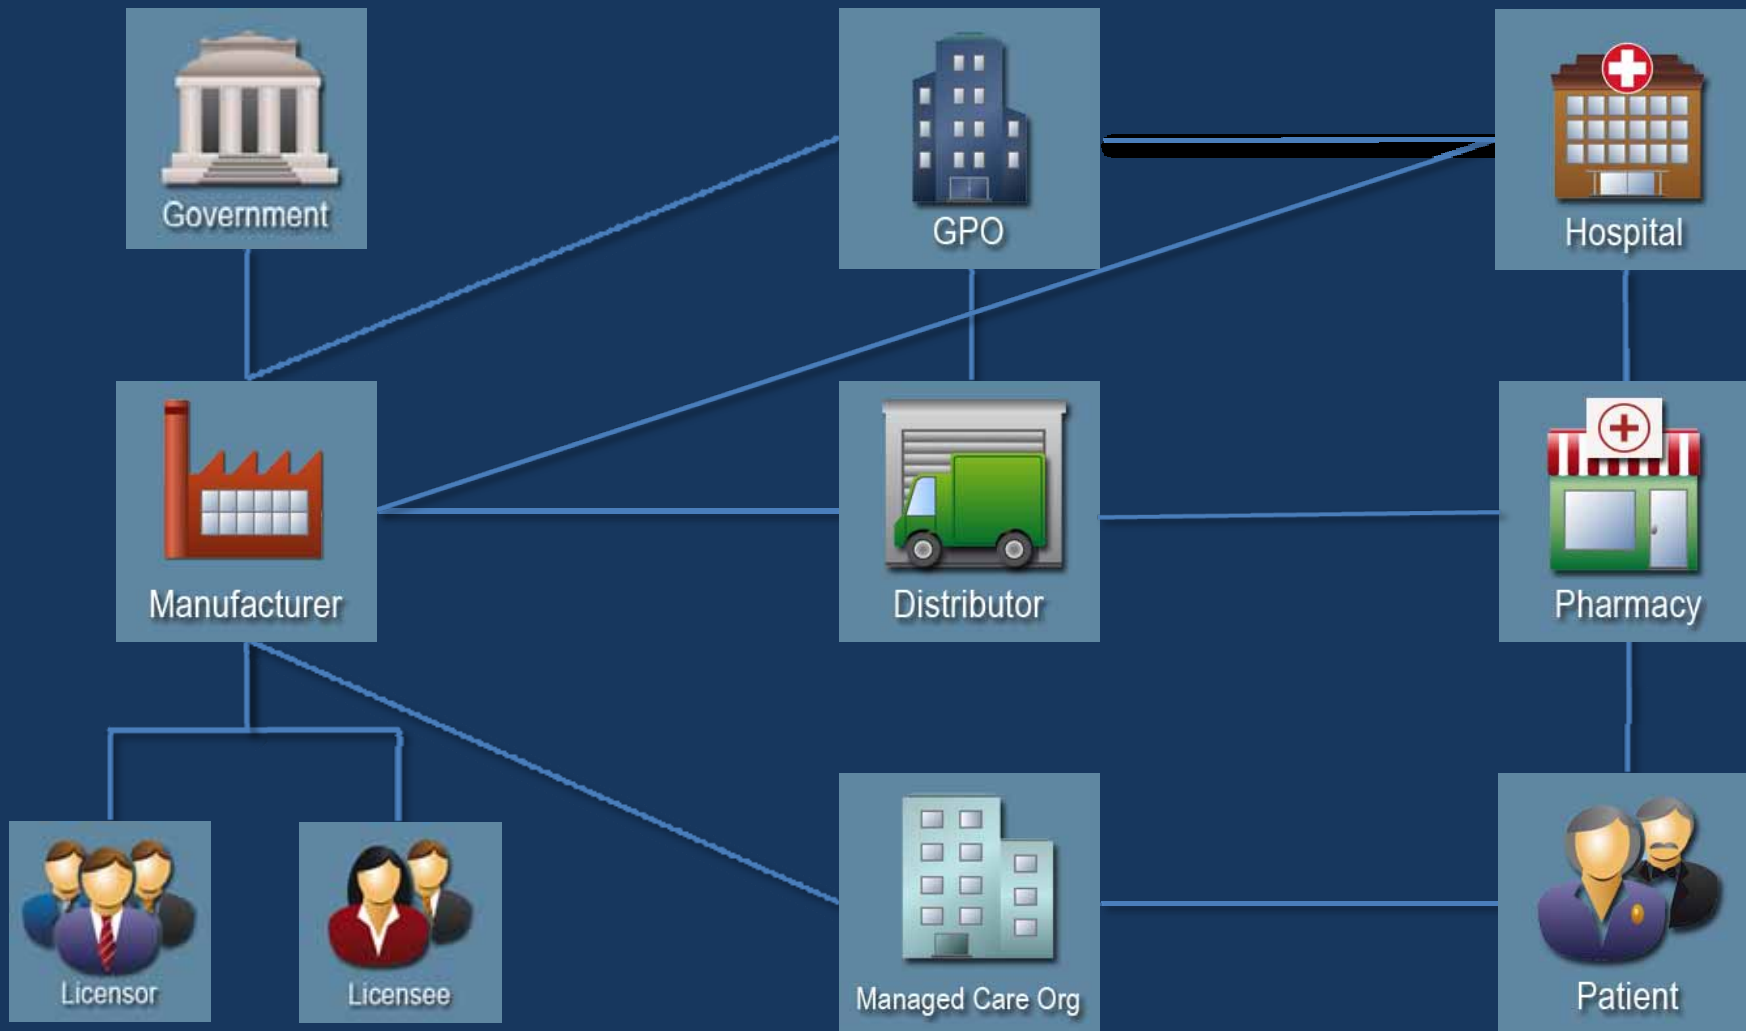 Government
GPO
Hospital
Manufacturer
Distributor
Pharmacy
Licensor
Licensee
Managed Care Org
Patient